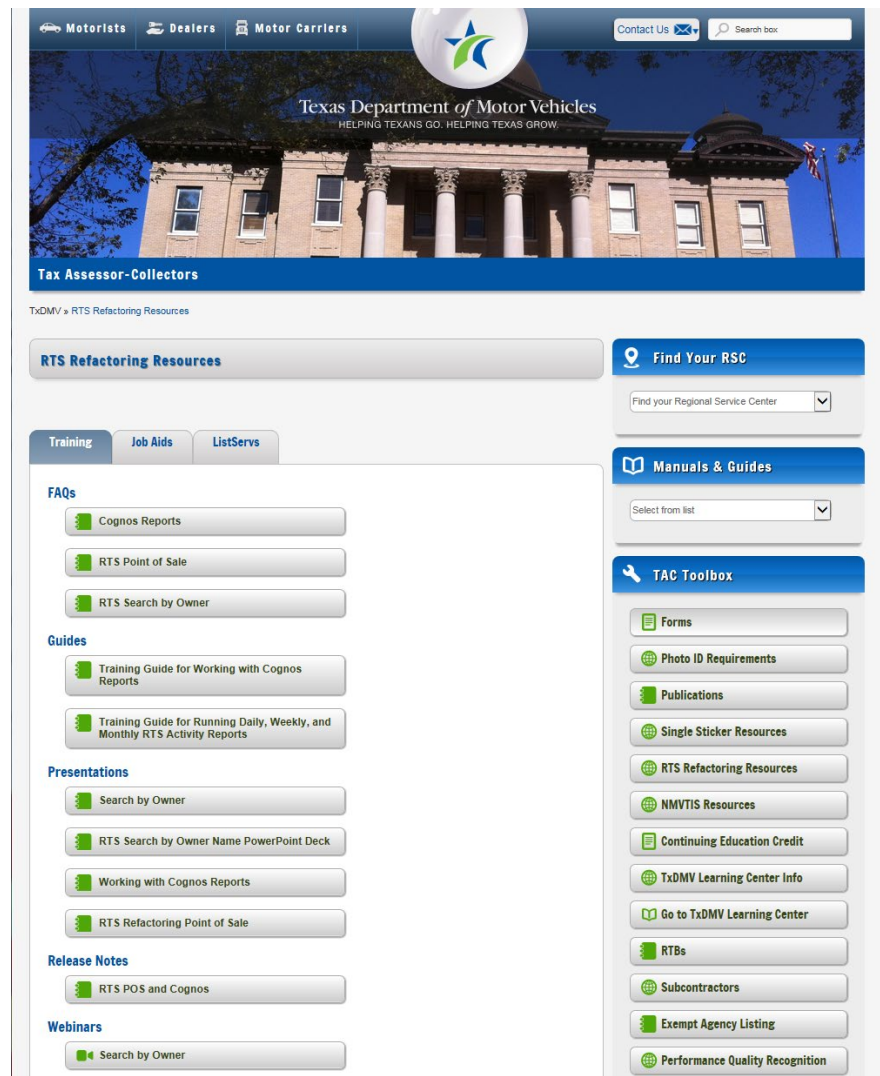 Motorists
Dealers
Motor Carriers
Contact Us
Search box
Texas Department of Motor Vehicles
HELPING TEXANS GO. HELPING TEXAS GROW.
Tax Assessor-Collectors
TxDMV » RTS Refactoring Resources
RTS Refactoring Resources
Training
Job Aids
ListServs
FAQs
Cognos Reports
RTS Point of Sale
RTS Search by Owner
Guides
Training Guide for Working with Cognos
Reports
Training Guide for Running Daily, Weekly, and
Monthly RTS Activity Reports
Presentations
Search by Owner
RTS Search by Owner Name PowerPoint Deck
Working with Cognos Reports
RTS Refactoring Point of Sale
Release Notes
RTS POS and Cognos
Webinars
Search by Owner
Find Your RSC
Find your Regional Service Center
Manuals & Guides
Select from list
TAC Toolbox
Forms
Photo ID Requirements
Publications
Single Sticker Resources
RTS Refactoring Resources
NMVTIS Resources
Continuing Education Credit
TxDMV Learning Center Info
Go to TxDMV Learning Center
RTBs
Subcontractors
Exempt Agency Listing
Performance Quality Recognition